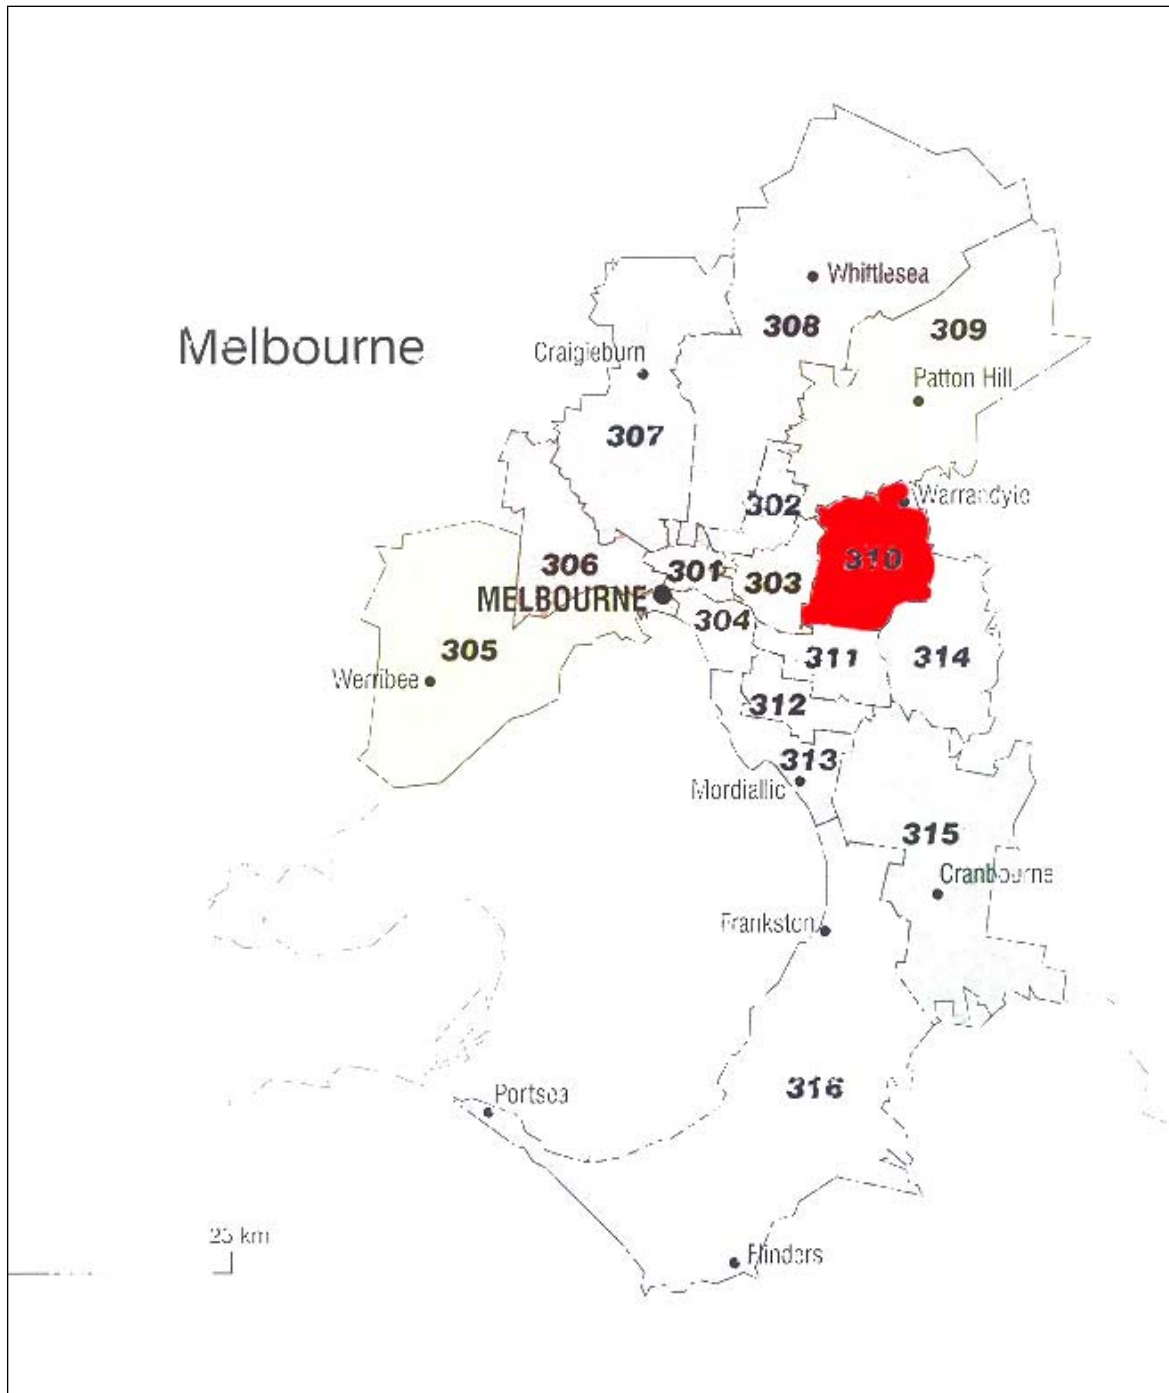 Whittlesea
308
309
Melbourne
Craigieburn
Patton Hill
307
302
Warrandyte
310
306
301
303
MELBOURNE
304
305
311
314
Werribee
312
313
Mordiallic
315
Cranbourne
Frankston
316
Portsea
25 km
Flinders